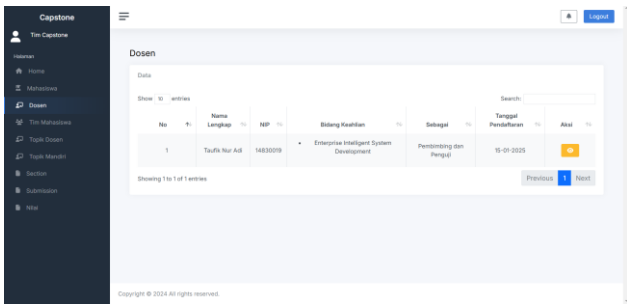 Capstone
Logout
Tim Capstone
Halaman
Home
Mahasiswa
Dosen
Tim Mahasiswa
Topik Dosen
Topik Mandiri
Section
Submission
Nilai
Dosen
Data
Show 10 entries
Search:
No Nama Lengkap NIP Bidang Keahlian Sebagai Tanggal Pendaftaran Aksi
1 Taufik Nur Adi 14830019 • Enterprise Intelligent System Development Pembimbing dan Penguji 15-01-2025
Showing 1 to 1 of 1 entries
Previous 1 Next
Copyright © 2024 All rights reserved.